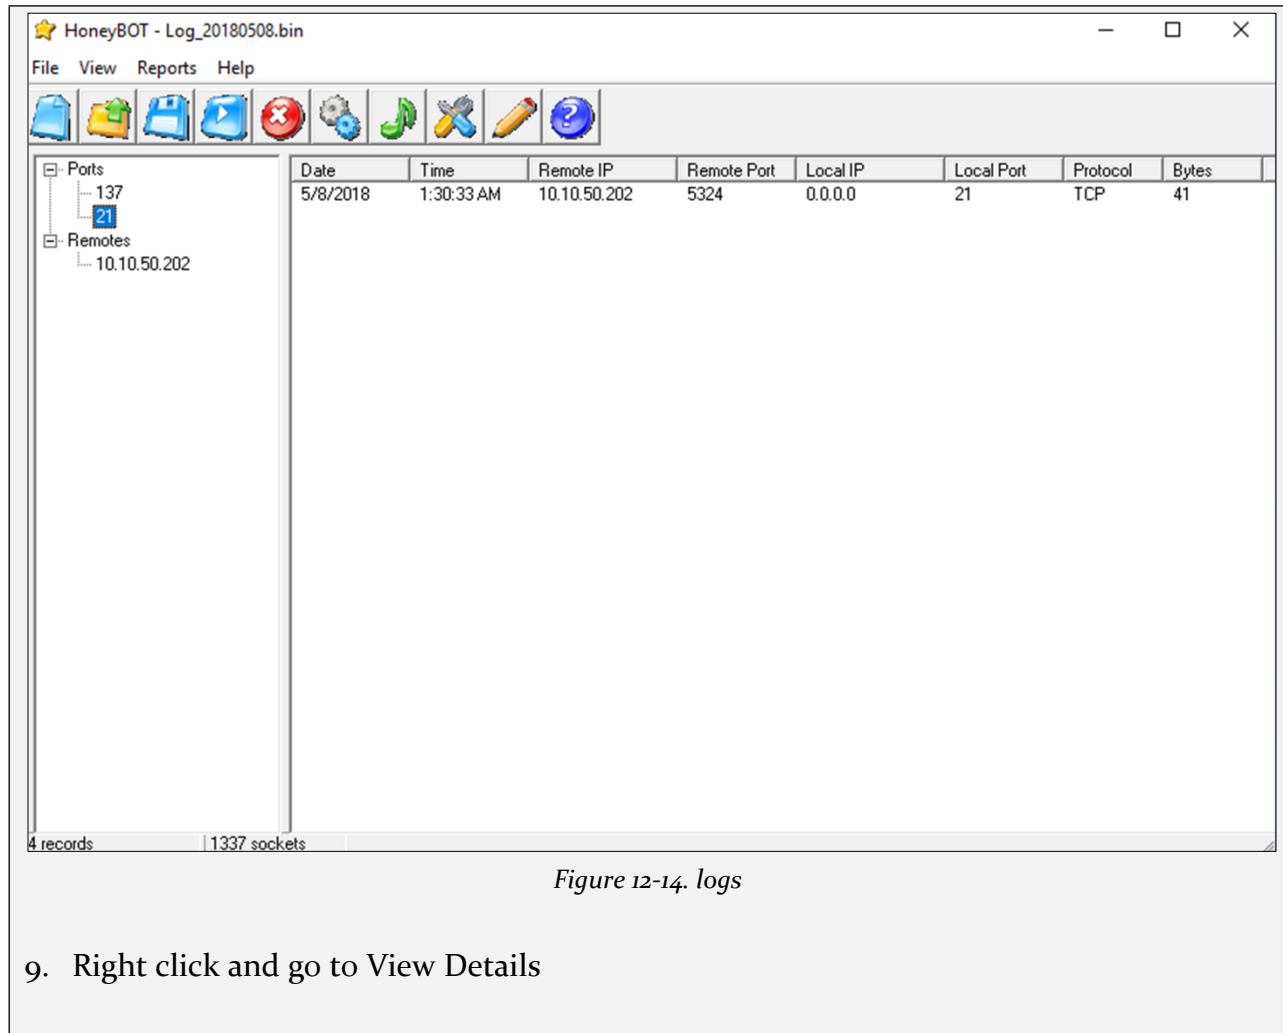 HoneyBOT - Log_20180508.bin
File View Reports Help
Ports
137
21
Remotes
10.10.50.202
Date Time Remote IP Remote Port Local IP Local Port Protocol Bytes
5/8/2018 1:30:33 AM 10.10.50.202 5324 0.0.0.0 21 TCP 41
4 records 1337 sockets
Figure 12-14. logs
9. Right click and go to View Details